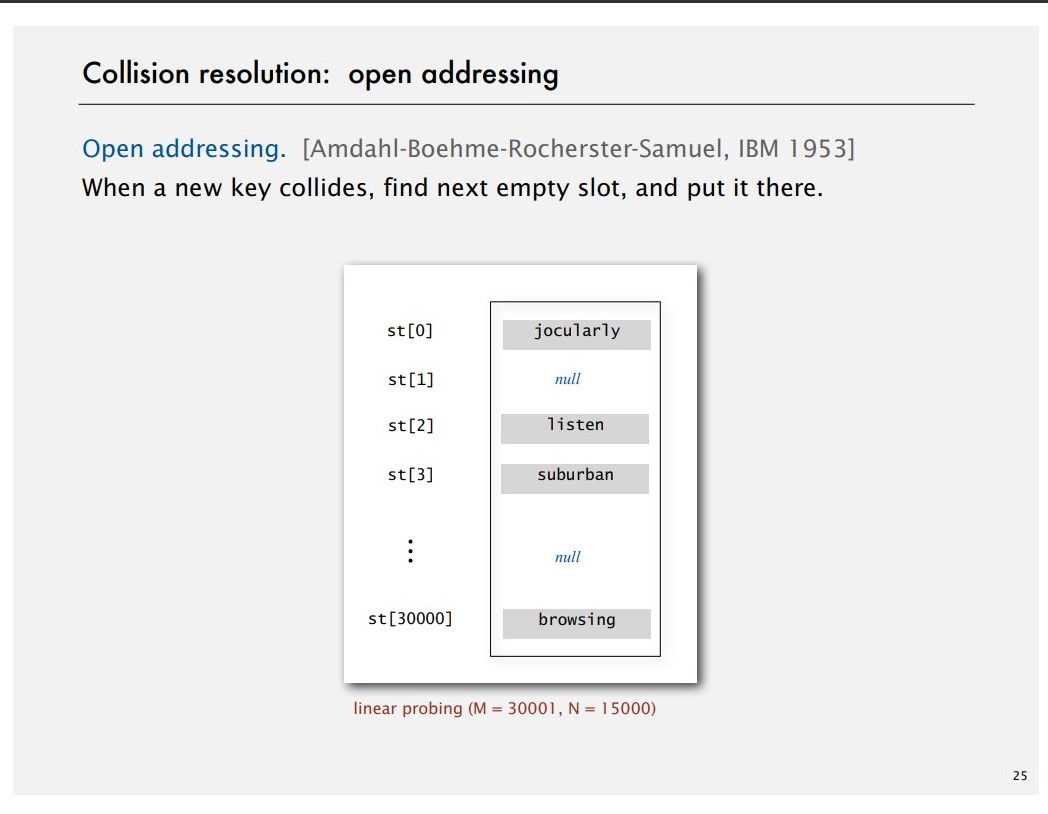 Collision resolution: open addressing
Open addressing. [Amdahl-Boehme-Rocherster-Samuel, IBM 1953]
When a new key collides, find next empty slot, and put it there.
st[0] jocularly
st[1] null
st[2] listen
st[3] suburban
⋮ null
st[30000] browsing
linear probing (M = 30001, N = 15000)
25